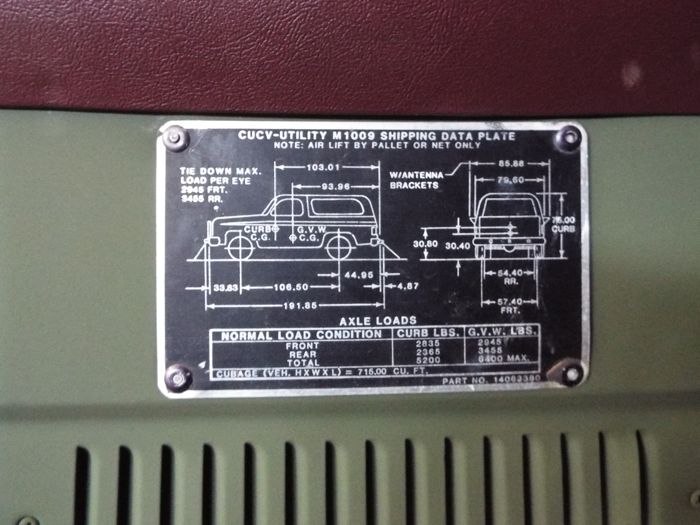 CUCV-UTILITY M1009 SHIPPING DATA PLATE
NOTE: AIR LIFT BY PALLET OR NET ONLY
TIE DOWN MAX.
LOAD PER EYE
2945 FRT.
3455 RR.
103.01
93.96
CURB C.G.
G.V.W. C.G.
33.83
106.50
44.95
4.87
191.85
W/ANTENNA
BRACKETS
85.88
79.60
75.00
CURB
30.80
30.40
54.40
RR.
57.40
FRT.
AXLE LOADS
NORMAL LOAD CONDITION CURB LBS. G.V.W. LBS.
FRONT 2835 2945
REAR 2365 3455
TOTAL 5200 6400 MAX.
CUBAGE (VEH. HXWXL) = 715.00 CU. FT.
PART NO. 14062380